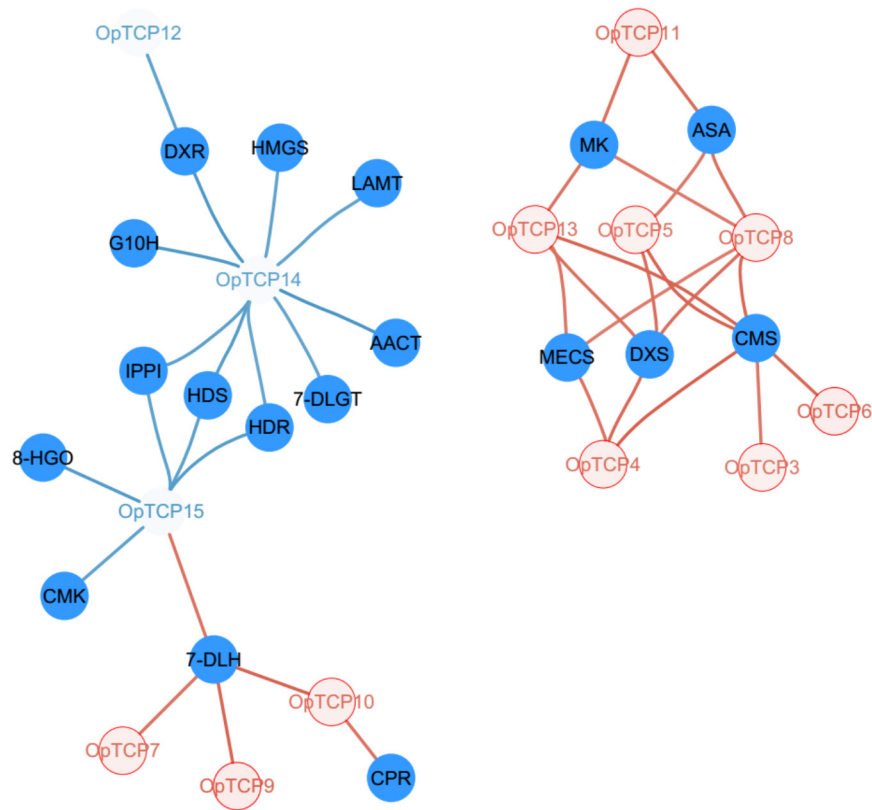 OpTCP12
DXR
HMGS
LAMT
G10H
OpTCP14
AACT
IPPI
HDS
7-DLGT
HDR
8-HGO
OpTCP15
CMK
7-DLH
OpTCP10
OpTCP7
OpTCP9
CPR
OpTCP11
MK
ASA
OpTCP13
OpTCP5
OpTCP8
MECS
DXS
CMS
OpTCP6
OpTCP4
OpTCP3